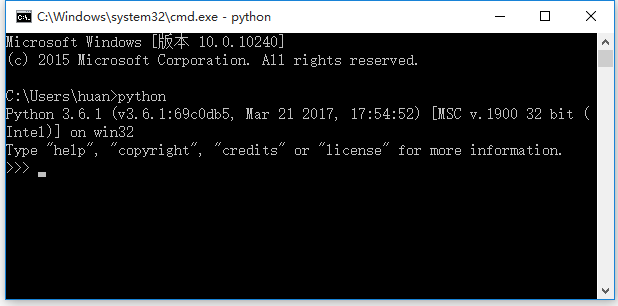 C:\Windows\system32\cmd.exe - python
Microsoft Windows [版本 10.0.10240]
(c) 2015 Microsoft Corporation. All rights reserved.
C:\Users\huan>python
Python 3.6.1 (v3.6.1:69c0db5, Mar 21 2017, 17:54:52) [MSC v.1900 32 bit (
Intel)] on win32
Type "help", "copyright", "credits" or "license" for more information.
>>>